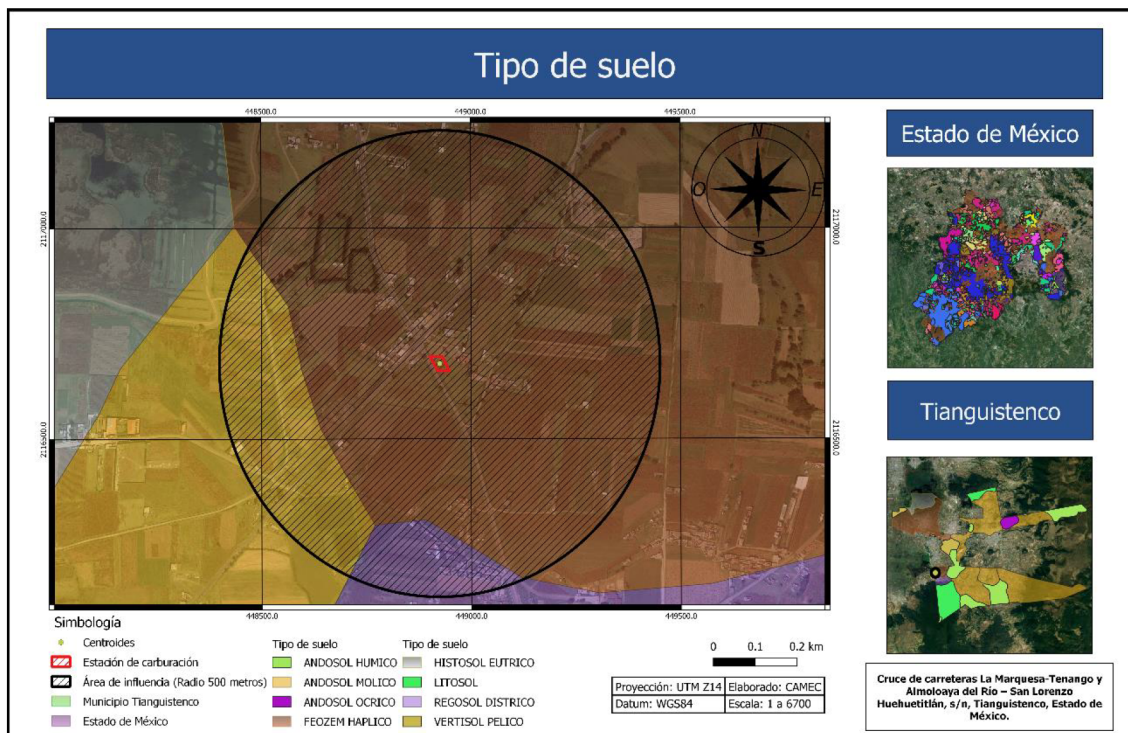 Tipo de suelo
448500.0
449000.0
449500.0
2117000.0
2117000.0
2116500.0
2116500.0
N
O
E
S
448500.0
449000.0
449500.0
Estado de México
Tianguistenco
Simbología
Centroides
Estación de carburación
Área de influencia (Radio 500 metros)
Municipio Tianguistenco
Estado de México
Tipo de suelo
ANDOSOL HUMICO
ANDOSOL MOLICO
ANDOSOL OCRICO
FEOZEM HAPLICO
Tipo de suelo
HISTOSOL EUTRICO
LITOSOL
REGOSOL DISTRICO
VERTISOL PELICO
0 0.1 0.2 km
Proyección: UTM Z14 Elaborado: CAMEC
Datum: WGS84 Escala: 1 a 6700
Cruce de carreteras La Marquesa-Tenango y
Almoloaya del Río – San Lorenzo
Huehuetitlán, s/n, Tianguistenco, Estado de
México.